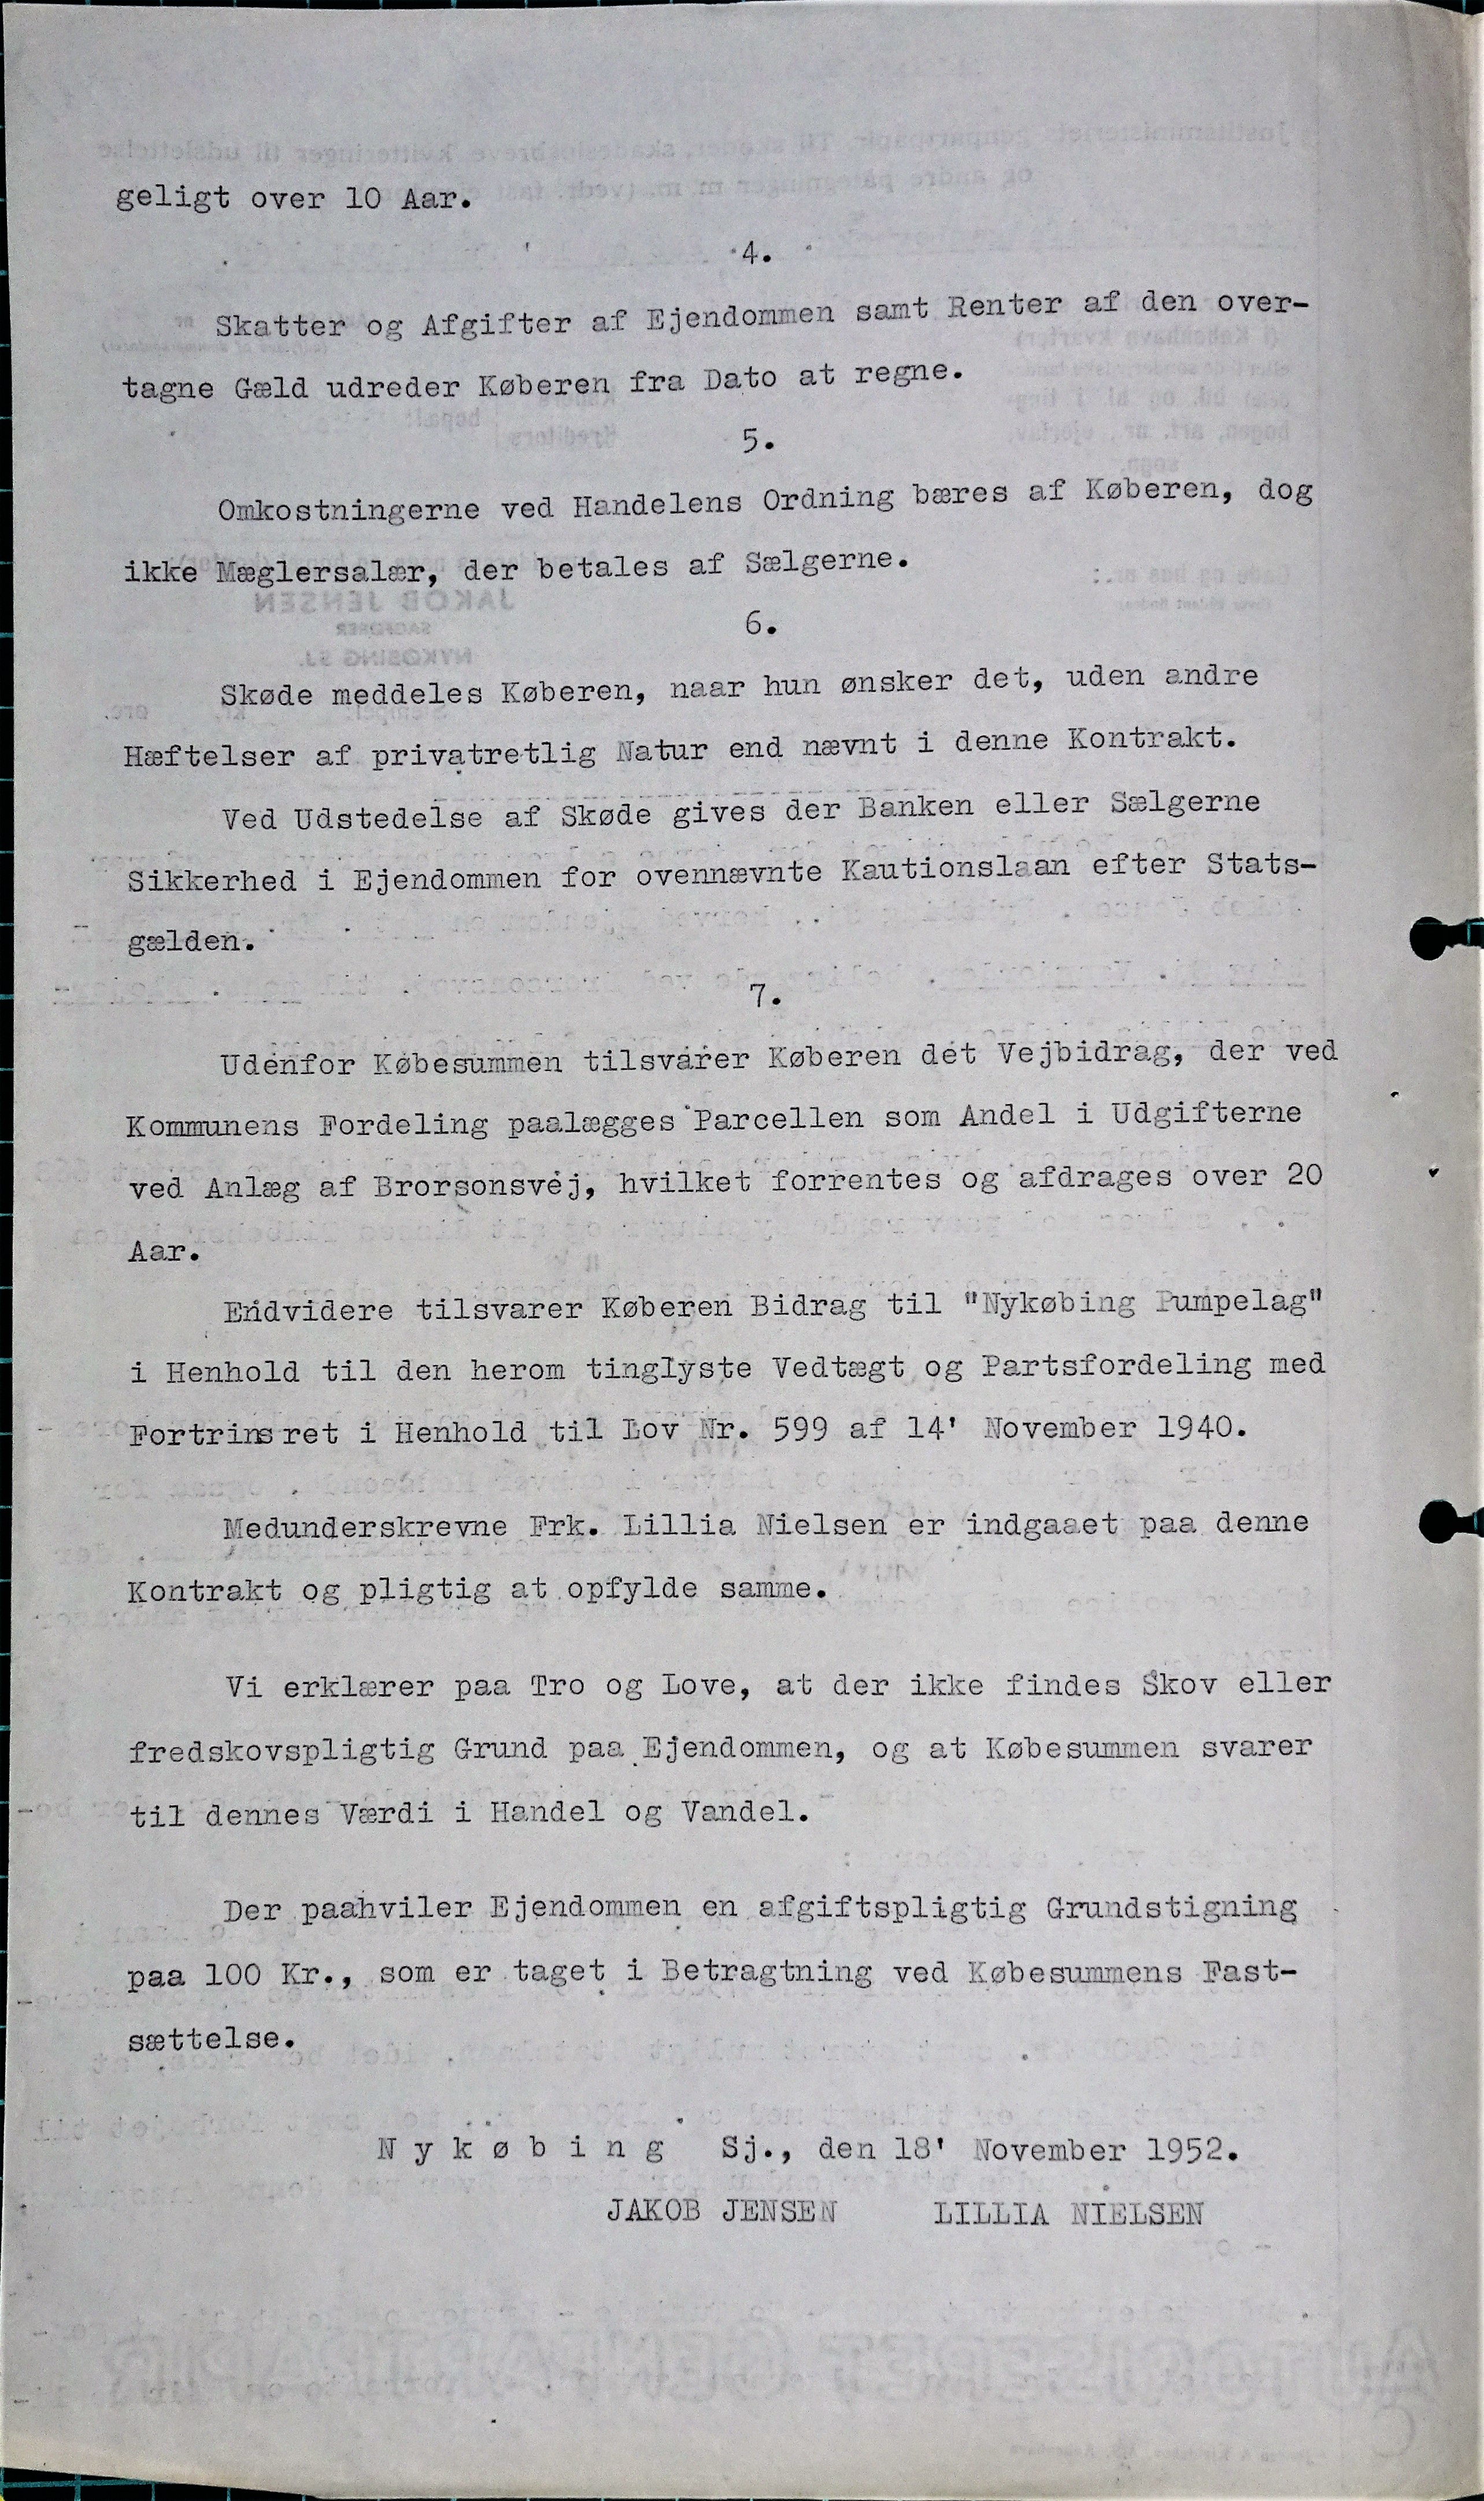 geligt over 10 Aar.
4.
Skatter og Afgifter af Ejendommen samt Renter af den over-
tagne Gæld udreder Køberen fra Dato at regne.
5.
Omkostningerne ved Handelens Ordning bæres af Køberen, dog
ikke Mæglersalær, der betales af Sælgerne.
6.
Skøde meddeles Køberen, naar hun ønsker det, uden andre
Hæftelser af privatretlig Natur end nævnt i denne Kontrakt.
Ved Udstedelse af Skøde gives der Banken eller Sælgerne
Sikkerhed i Ejendommen for ovennævnte Kautionslaan efter Stats-
gælden.
7.
Udenfor Købesummen tilsvarer Køberen det Vejbidrag, der ved
Kommunens Fordeling paalægges Parcellen som Andel i Udgifterne
ved Anlæg af Brorsonsvej, hvilket forrentes og afdrages over 20
Aar.
Endvidere tilsvarer Køberen Bidrag til "Nykøbing Pumpelag"
i Henhold til den herom tinglyste Vedtægt og Partsfordeling med
Fortrinsret i Henhold til Lov Nr. 599 af 14' November 1940.
Medunderskrevne Frk. Lillia Nielsen er indgaaet paa denne
Kontrakt og pligtig at opfylde samme.
Vi erklærer paa Tro og Love, at der ikke findes Skov eller
fredskovspligtig Grund paa Ejendommen, og at Købesummen svarer
til dennes Værdi i Handel og Vandel.
Der paahviler Ejendommen en afgiftspligtig Grundstigning
paa 100 Kr., som er taget i Betragtning ved Købesummens Fast-
sættelse.
N y k ø b i n g Sj., den 18' November 1952.
JAKOB JENSEN LILLIA NIELSEN